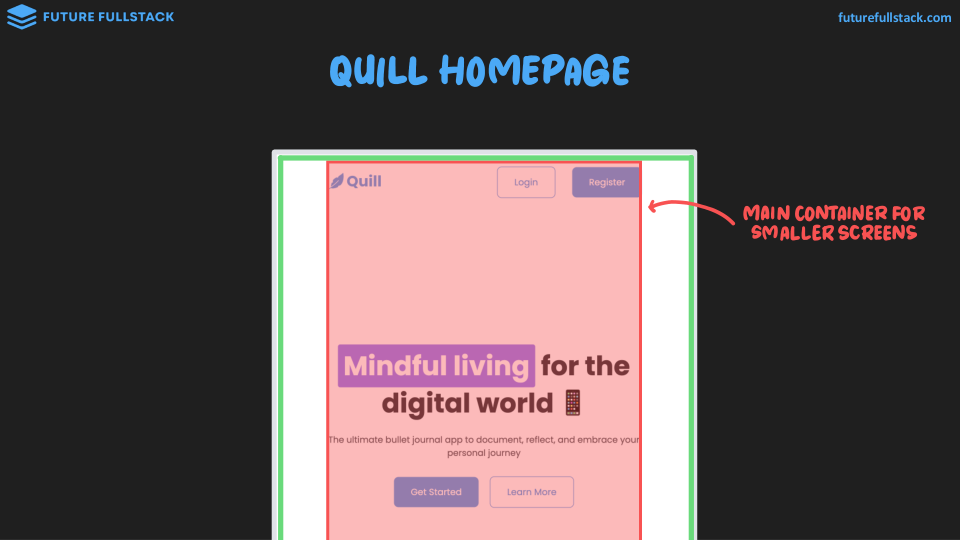 FUTURE FULLSTACK
futurefullstack.com
QUILL HOMEPAGE
Quill
Login
Register
MAIN CONTAINER FOR
SMALLER SCREENS
Mindful living for the
digital world
The ultimate bullet journal app to document, reflect, and embrace your
personal journey
Get Started
Learn More